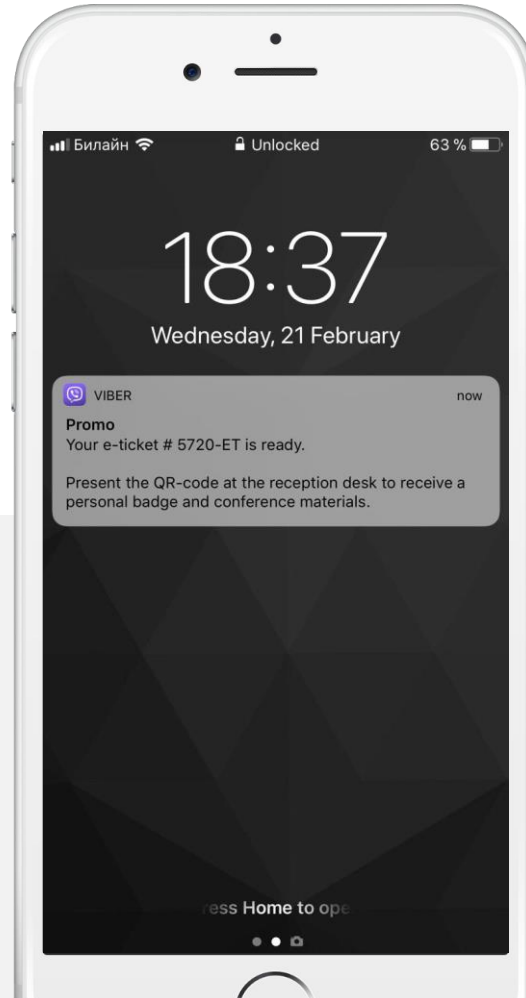 Билайн Unlocked 63 %
18:37
Wednesday, 21 February
VIBER now
Promo
Your e-ticket # 5720-ET is ready.
Present the QR-code at the reception desk to receive a
personal badge and conference materials.
ess Home to ope